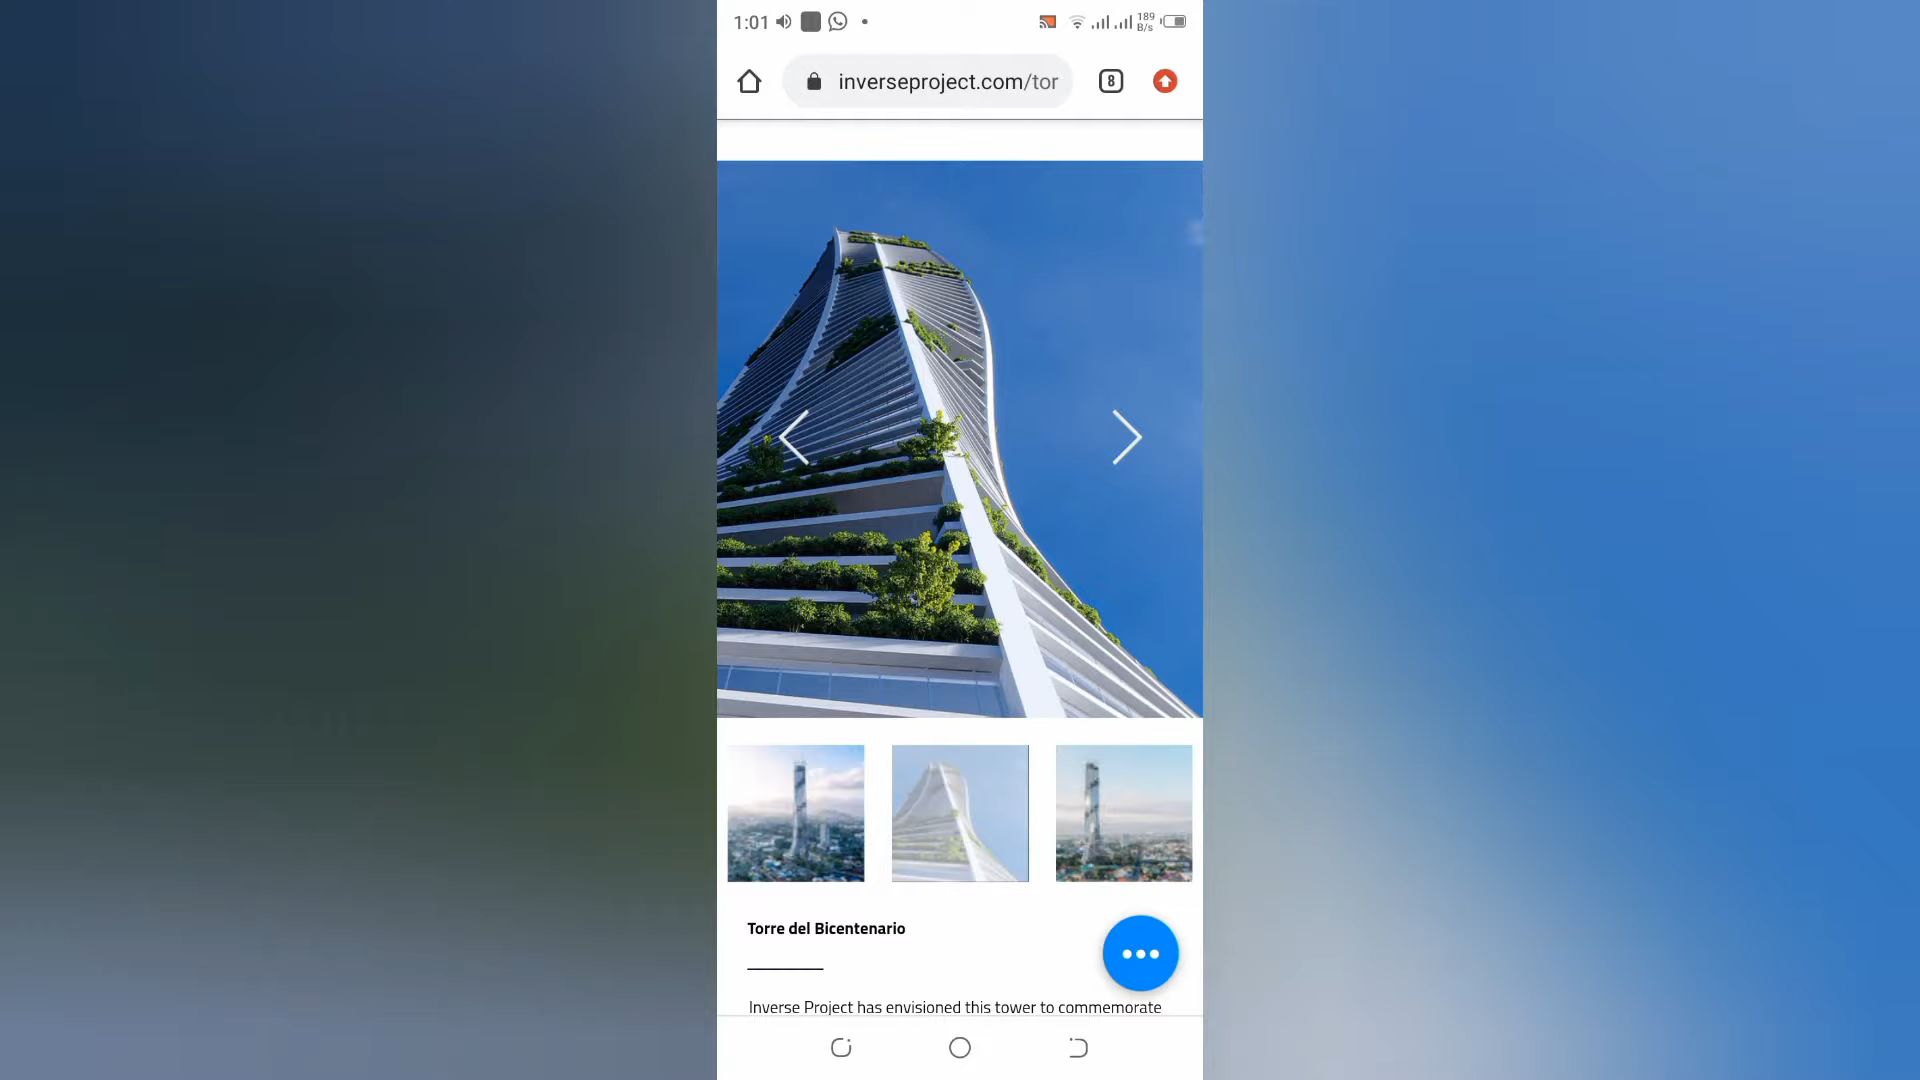 1:01
189
B/s
inverseproject.com/tor
8
Torre del Bicentenario
Inverse Project has envisioned this tower to commemorate